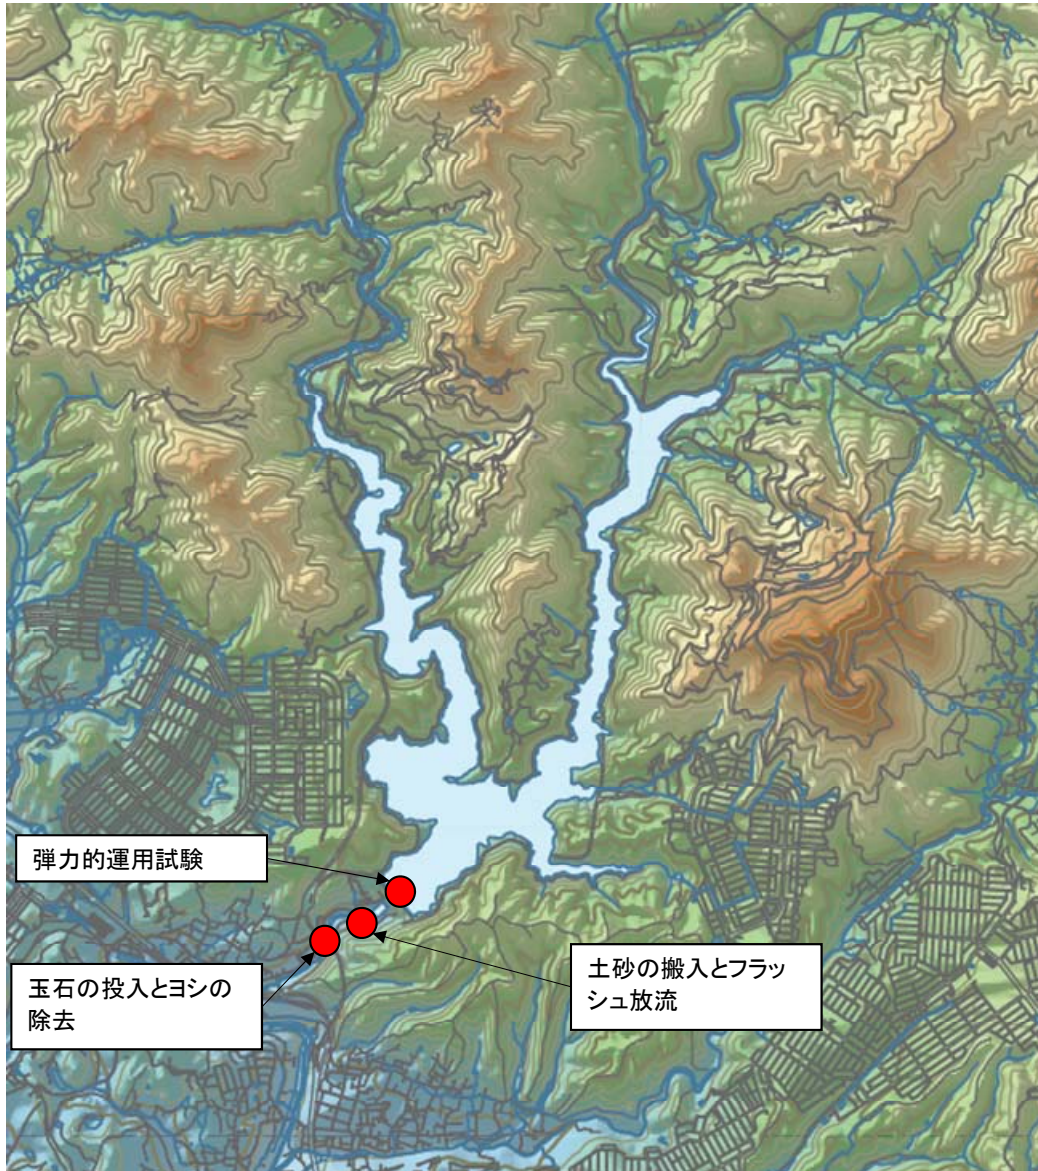 弾力的運用試験
玉石の投入とヨシの
除去
土砂の搬入とフラッ
シュ放流